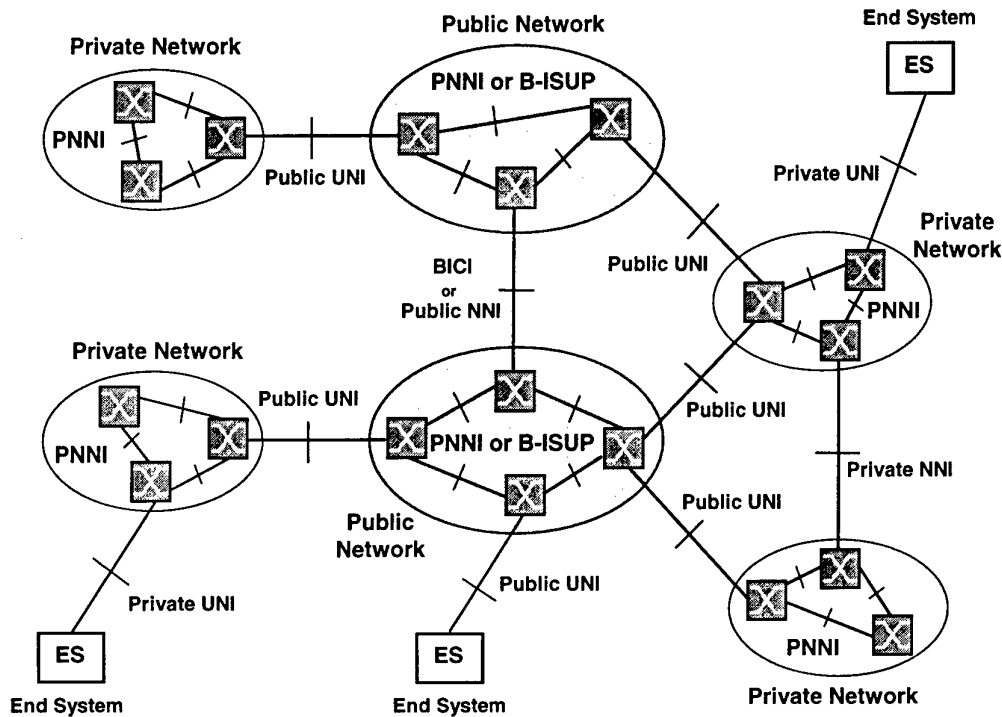 End System
ES
Public Network
Private Network
PNNI or B-ISUP
PNNI
Public UNI
Private UNI
Private
Network
Public UNI
BICI
or
Public NNI
PNNI
Private Network
Public UNI
Public UNI
PNNI or B-ISUP
PNNI
Private NNI
Public UNI
Public
Network
Public UNI
Private UNI
PNNI
ES
ES
Private Network
End System
End System